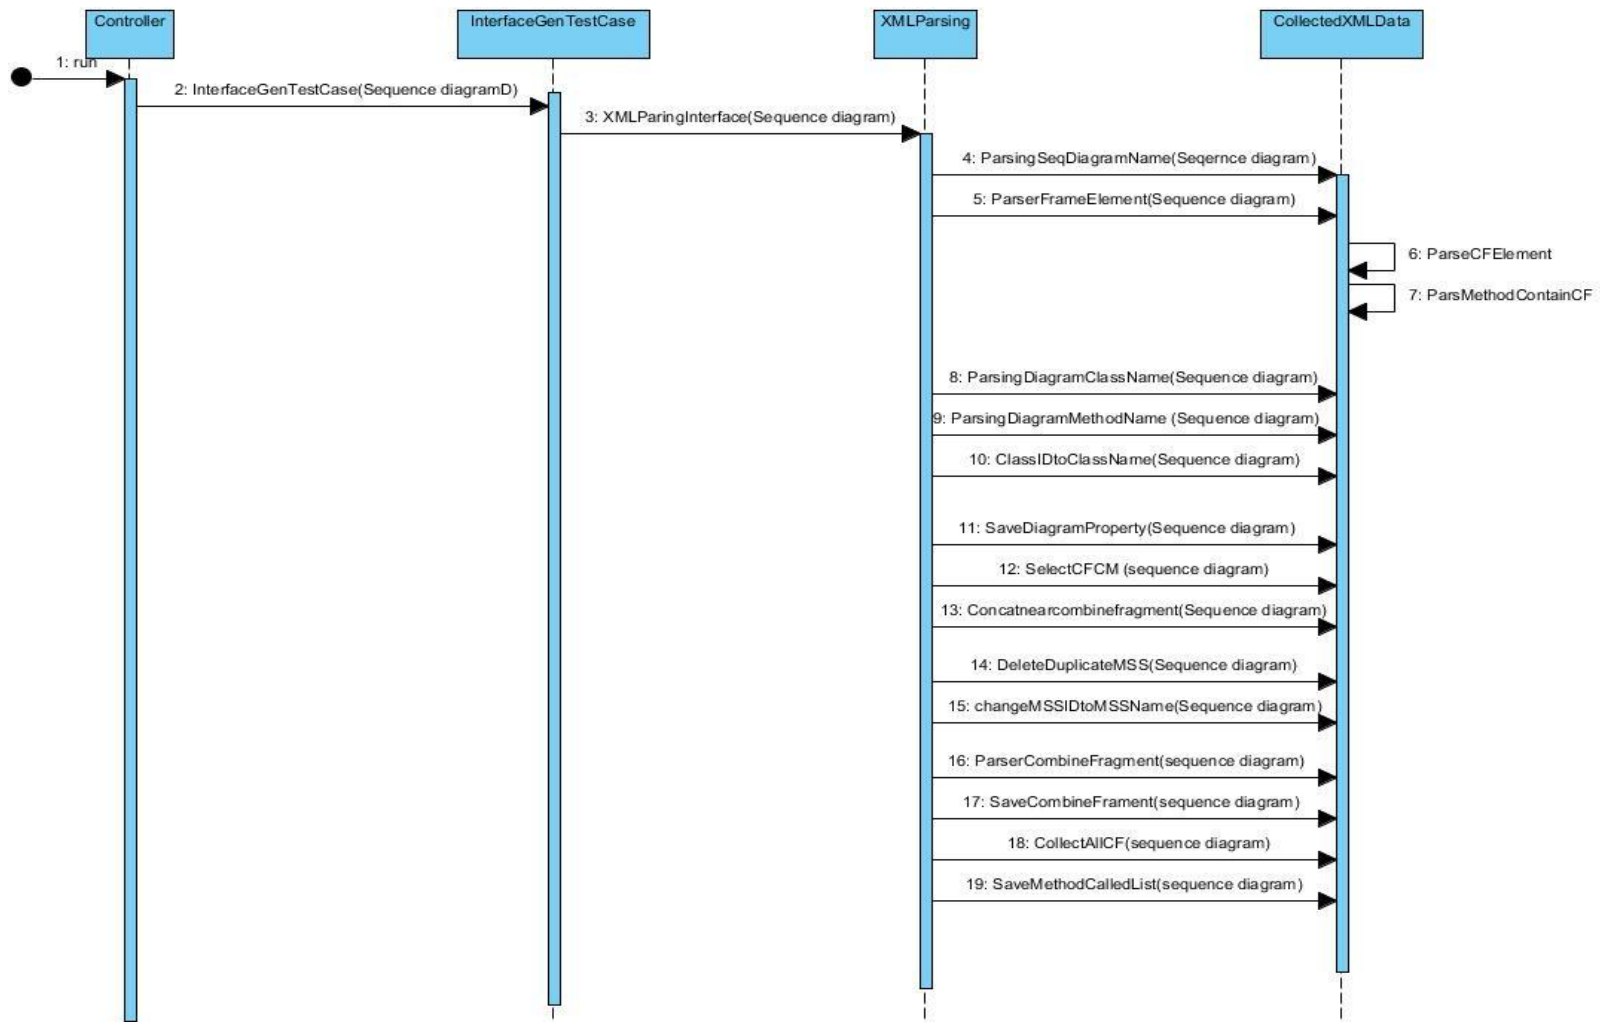 Controller
InterfaceGenTestCase
XMLParsing
CollectedXMLData
1: run
2: InterfaceGenTestCase(Sequence diagramD)
3: XMLParingInterface(Sequence diagram)
4: ParsingSeqDiagramName(Seqernce diagram)
5: ParserFrameElement(Sequence diagram)
6: ParseCFElement
7: ParsMethodContainCF
8: ParsingDiagramClassName(Sequence diagram)
9: ParsingDiagramMethodName (Sequence diagram)
10: ClassIDtoClassName(Sequence diagram)
11: SaveDiagramProperty(Sequence diagram)
12: SelectCFCM (sequence diagram)
13: Concatnearcombinefragment(Sequence diagram)
14: DeleteDuplicateMSS(Sequence diagram)
15: changeMSSIDtoMSSName(Sequence diagram)
16: ParserCombineFragment(sequence diagram)
17: SaveCombineFrament(sequence diagram)
18: CollectAllCF(sequence diagram)
19: SaveMethodCalledList(sequence diagram)